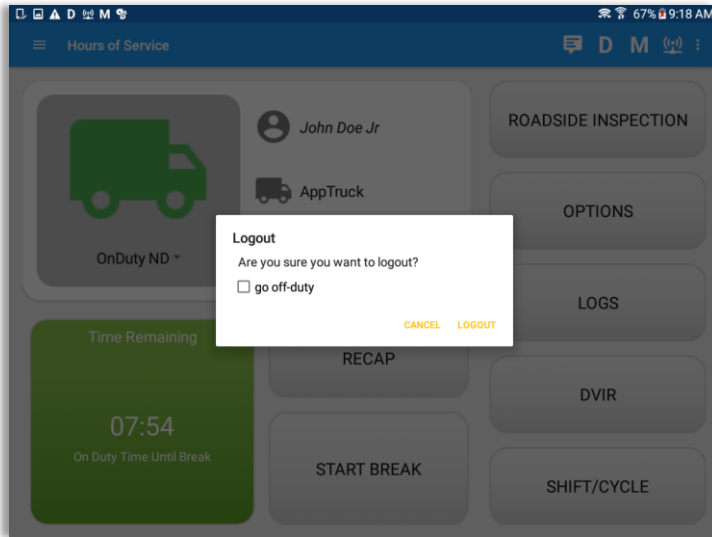 D M 67% 9:18 AM
Hours of Service D M
John Doe Jr
AppTruck
OnDuty ND
ROADSIDE INSPECTION
OPTIONS
LOGS
DVIR
SHIFT/CYCLE
Logout
Are you sure you want to logout?
go off-duty
CANCEL LOGOUT
Time Remaining
07:54
On Duty Time Until Break
RECAP
START BREAK